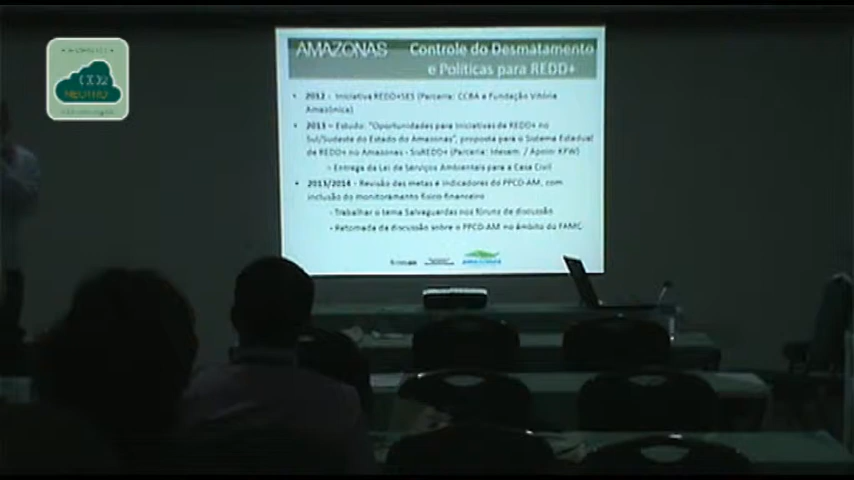 CO2
NEUTRO
AMAZONAS
Controle do Desmatamento
e Políticas para REDD+
• 2012 - Iniciativa REDD+SES (Parceria: CCBA e Fundação Vitória
Amazônica)
• 2013 – Estudo: "Oportunidades para Iniciativas de REDD+ no
Sul/Sudeste do Estado do Amazonas", proposta para o Sistema Estadual
de REDD+ no Amazonas - SisREDD+ (Parceria: Idesam / Apoio: KFW)
- Entrega da Lei de Serviços Ambientais para a Casa Civil
• 2013/2014 - Revisão das metas e indicadores do PPCD-AM, com
inclusão do monitoramento físico-financeiro
- Trabalhar o tema Salvaguardas nos fóruns de discussão
- Retomada da discussão sobre o PPCD-AM no âmbito do FAMC
AMAZONAS